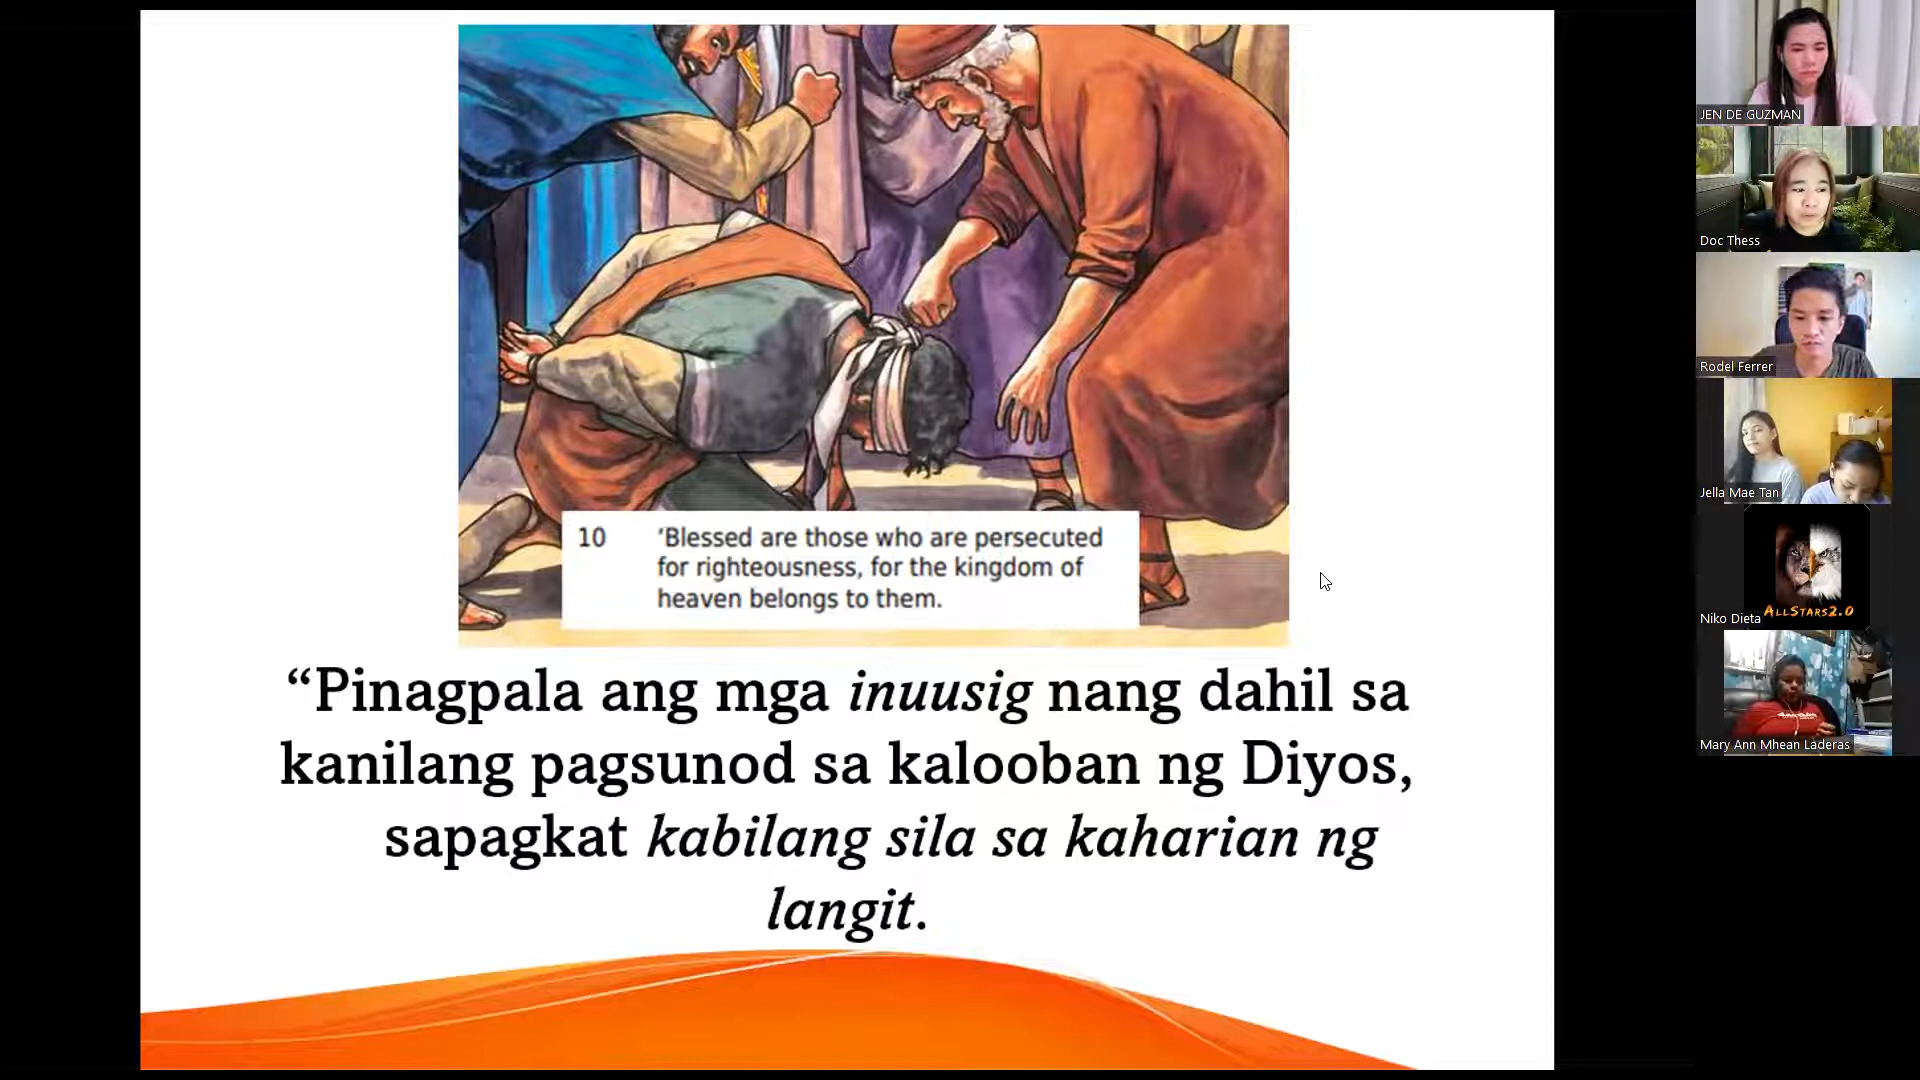 10 ‘Blessed are those who are persecuted
for righteousness, for the kingdom of
heaven belongs to them.
“Pinagpala ang mga inuusig nang dahil sa
kanilang pagsunod sa kalooban ng Diyos,
sapagkat kabilang sila sa kaharian ng
langit.
JEN DE GUZMAN
Doc Thess
Rodel Ferrer
Jella Mae Tan
ALLSTARS2.0
Niko Dieta
Mary Ann Mhean Laderas